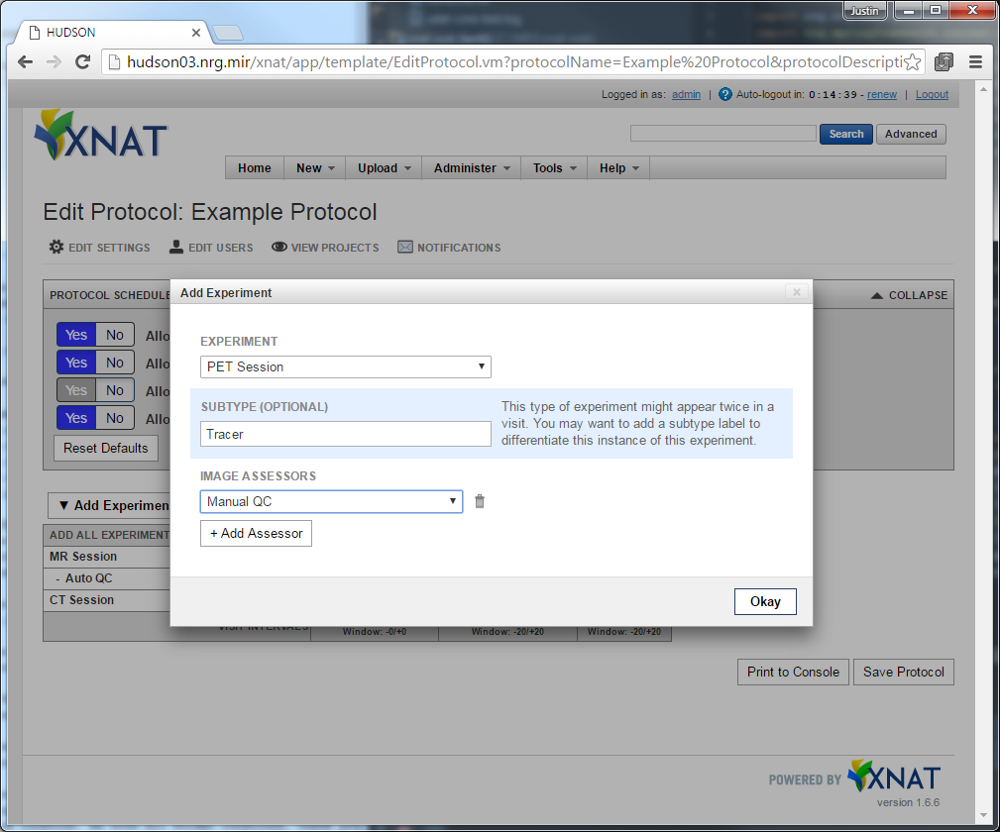 Justin
HUDSON
hudson03.nrg.mir/xnat/app/template/EditProtocol.vm?protocolName=Example%20Protocol&protocolDescripti
Logged in as: admin | ? Auto-logout in: 0:14:39 - renew | Logout
XNAT
Search Advanced
Home New Upload Administer Tools Help
Edit Protocol: Example Protocol
EDIT SETTINGS EDIT USERS VIEW PROJECTS NOTIFICATIONS
PROTOCOL SCHEDULE
COLLAPSE
Add Experiment
Yes No Allo
Yes No Allo
Yes No Allo
Yes No Allo
Reset Defaults
EXPERIMENT
PET Session
SUBTYPE (OPTIONAL)
Tracer
This type of experiment might appear twice in a
visit. You may want to add a subtype label to
differentiate this instance of this experiment.
IMAGE ASSESSORS
Manual QC
+ Add Assessor
Okay
▼ Add Experimen
ADD ALL EXPERIMENT
MR Session
- Auto QC
CT Session
VISIT INTERVALS
Window: -0/+0 Window: -20/+20 Window: -20/+20
Print to Console Save Protocol
POWERED BY XNAT
version 1.6.6